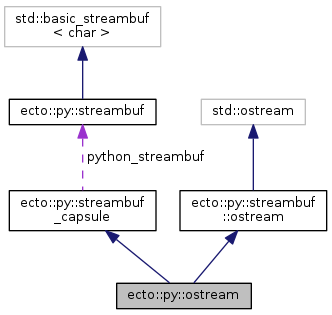 std::basic_streambuf
< char >
ecto::py::streambuf
std::ostream
python_streambuf
ecto::py::streambuf
_capsule
ecto::py::streambuf
::ostream
ecto::py::ostream